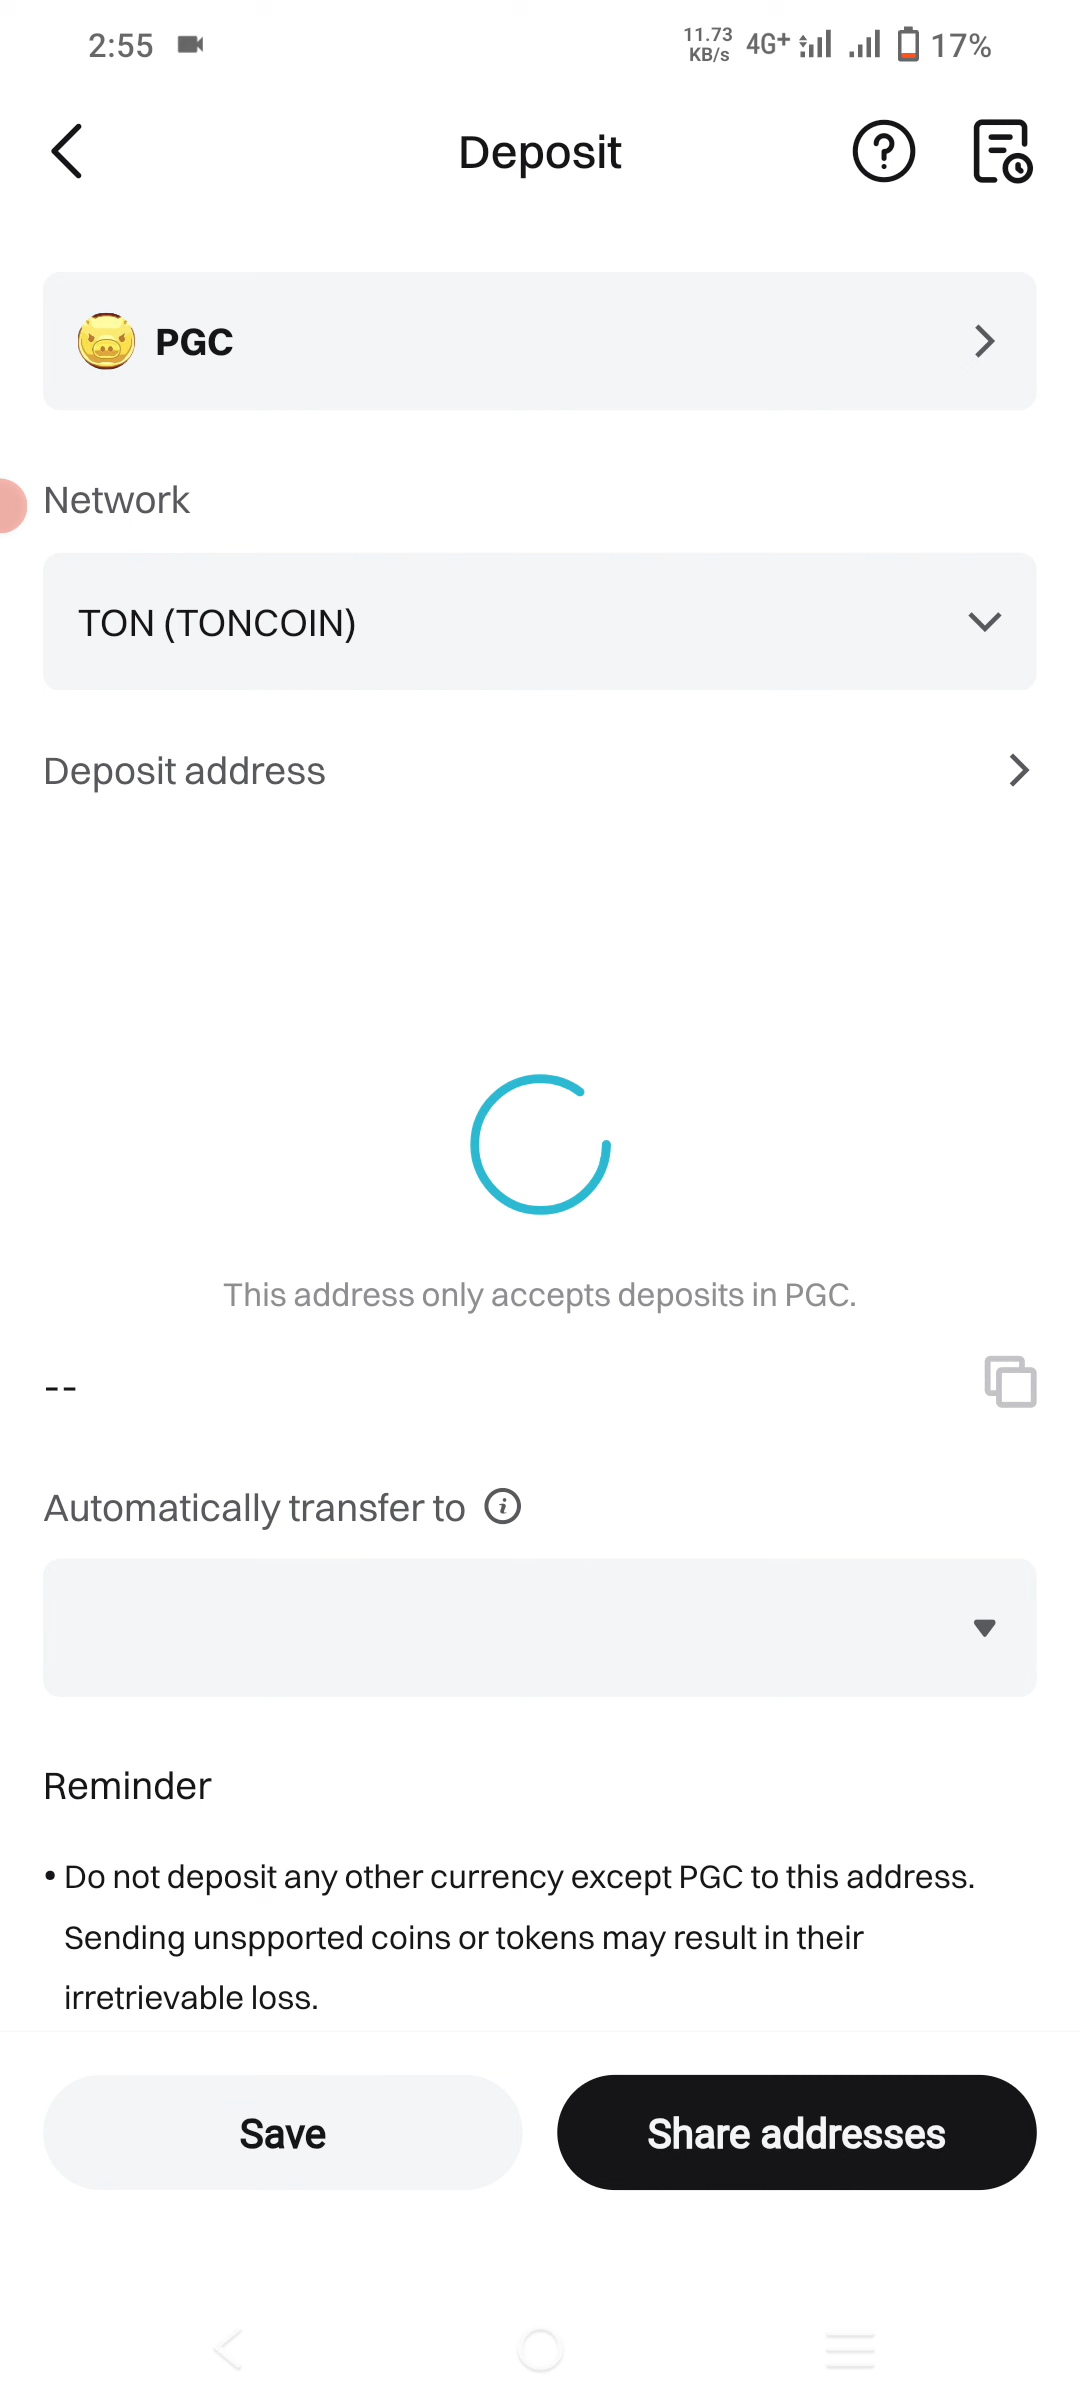 2:55
11.73 KB/s 4G+ 17%
Deposit
PGC
Network
TON (TONCOIN)
Deposit address
This address only accepts deposits in PGC.
--
Automatically transfer to
Reminder
• Do not deposit any other currency except PGC to this address.
Sending unspported coins or tokens may result in their
irretrievable loss.
Save
Share addresses